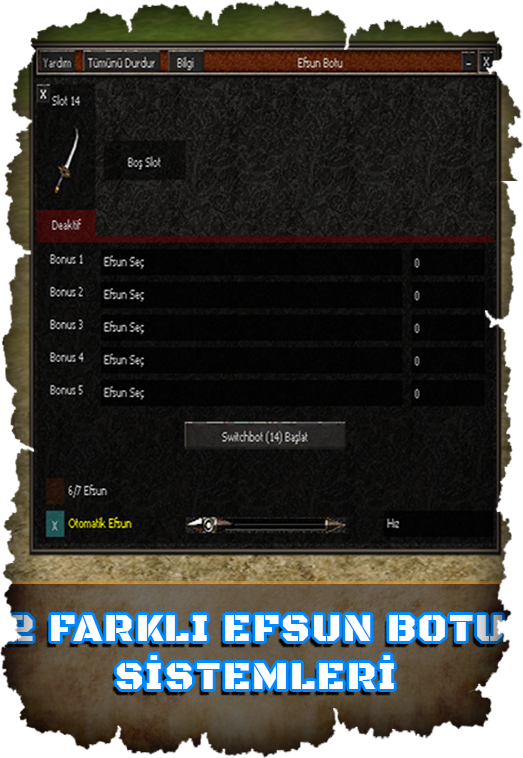 Yardım Tümünü Durdur Bilgi Efsun Botu - X
X Slot 14
Boş Slot
Deaktif
Bonus 1 Efsun Seç 0
Bonus 2 Efsun Seç 0
Bonus 3 Efsun Seç 0
Bonus 4 Efsun Seç 0
Bonus 5 Efsun Seç 0
Switchbot (14) Başlat
6/7 Efsun
X Otomatik Efsun Hız
2 FARKLI EFSUN BOTU
SİSTEMLERİ